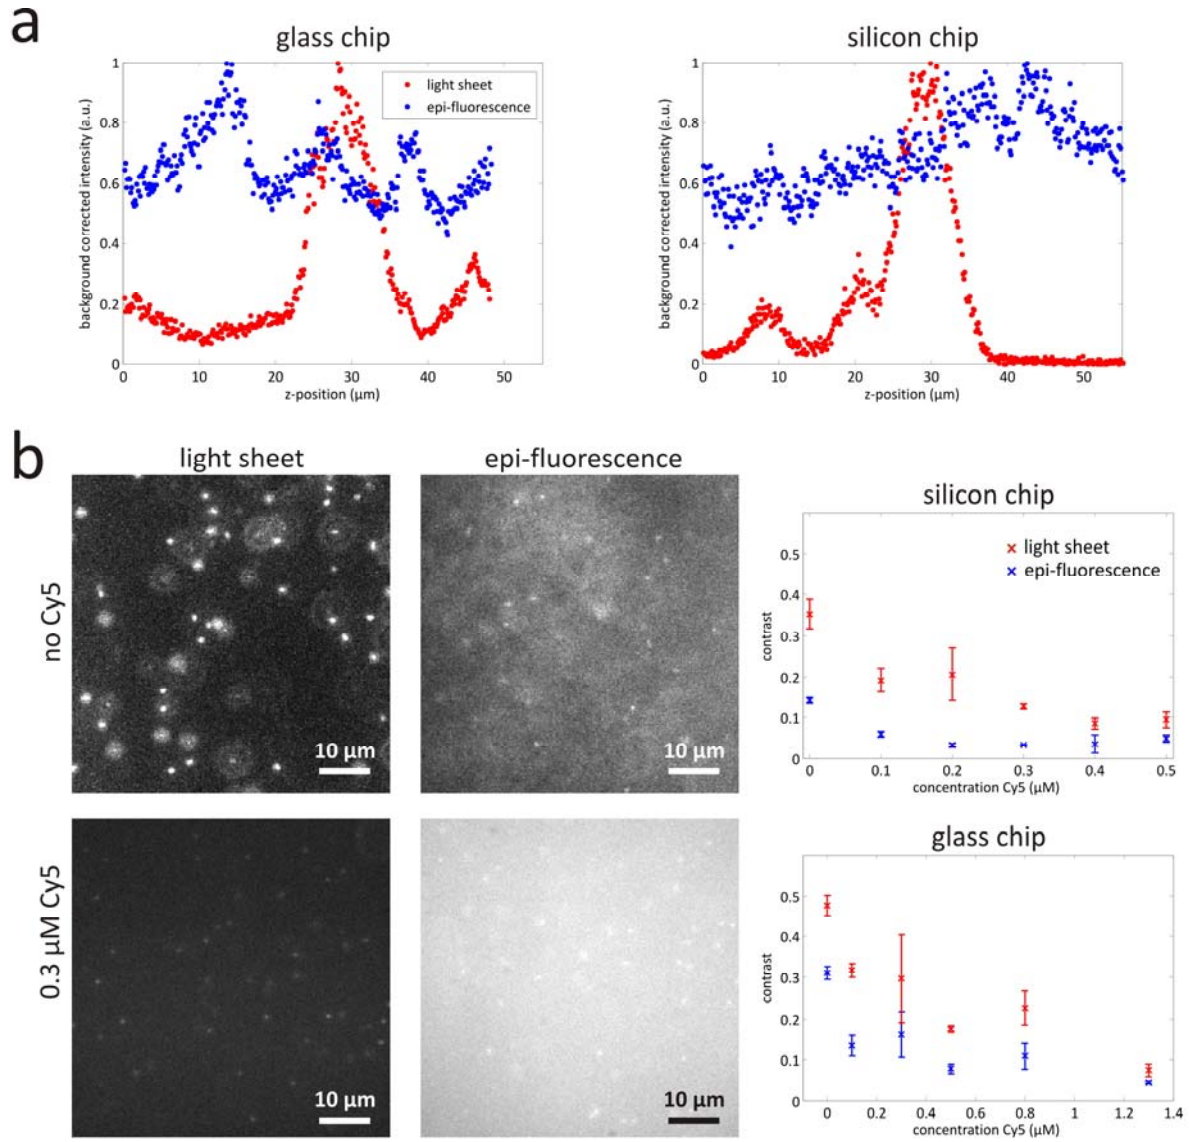 a
glass chip
silicon chip
background corrected intensity (a.u.)
1
0.8
0.6
0.4
0.2
0
0 10 20 30 40 50
z-position (µm)
light sheet
epi-fluorescence
background corrected intensity (a.u.)
1
0.8
0.6
0.4
0.2
0
0 10 20 30 40 50
z-position (µm)
b
light sheet
epi-fluorescence
no Cy5
10 µm
10 µm
0.3 µM Cy5
10 µm
10 µm
silicon chip
light sheet
epi-fluorescence
contrast
0.5
0.4
0.3
0.2
0.1
0
0 0.1 0.2 0.3 0.4 0.5
concentration Cy5 (µM)
glass chip
contrast
0.5
0.4
0.3
0.2
0.1
0
0 0.2 0.4 0.6 0.8 1 1.2 1.4
concentration Cy5 (µM)